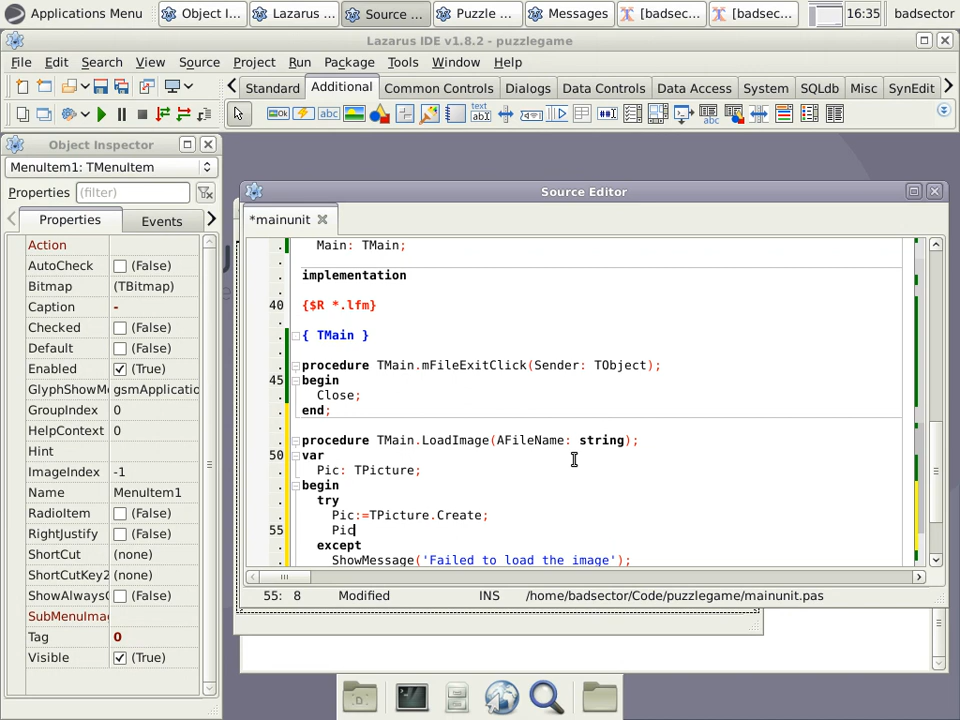 Applications Menu
Object I...
Lazarus ...
Source ...
Puzzle ...
Messages
[badsec...
[badsec...
16:35
badsector
Lazarus IDE v1.8.2 - puzzlegame
File Edit Search View Source Project Run Package Tools Window Help
Standard Additional Common Controls Dialogs Data Controls Data Access System SQLdb Misc SynEdit
Object Inspector
MenuItem1: TMenuItem
Properties (filter)
Properties Events
Action
AutoCheck (False)
Bitmap (TBitmap)
Caption -
Checked (False)
Default (False)
Enabled (True)
GlyphShowM gsmApplicatio
GroupIndex 0
HelpContext 0
Hint
ImageIndex -1
Name MenuItem1
RadioItem (False)
RightJustify (False)
ShortCut (none)
ShortCutKey2 (none)
ShowAlways (False)
SubMenuIma
Tag 0
Visible (True)
Source Editor
*mainunit
Main: TMain;
implementation
40 {$R *.lfm}
{ TMain }
procedure TMain.mFileExitClick(Sender: TObject);
45 begin
Close;
end;
procedure TMain.LoadImage(AFileName: string);
50 var
Pic: TPicture;
begin
try
Pic:=TPicture.Create;
55 Pic
except
ShowMessage('Failed to load the image');
55: 8 Modified INS /home/badsector/Code/puzzlegame/mainunit.pas